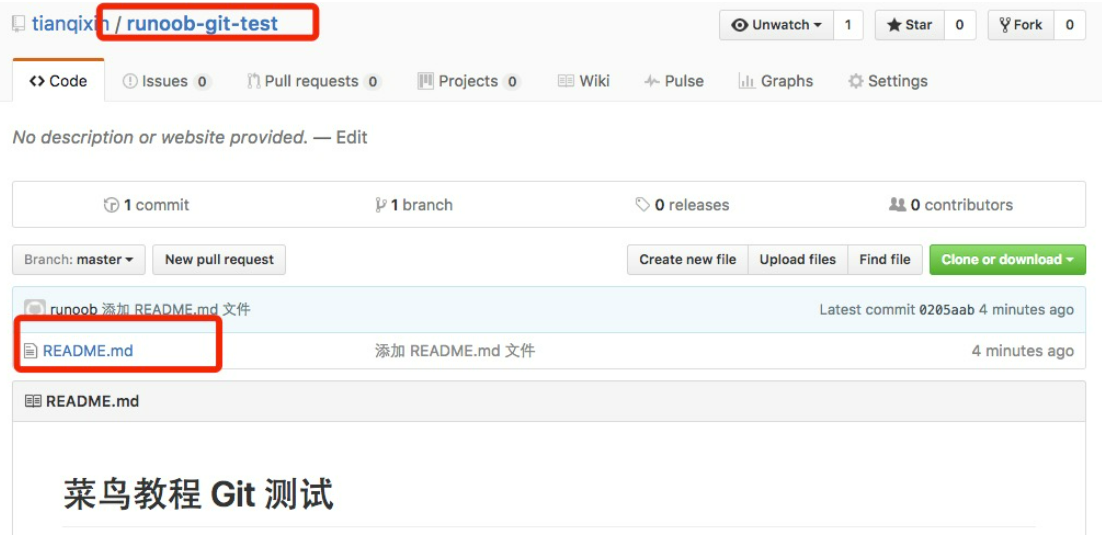 tianqixin / runoob-git-test Unwatch 1 Star 0 Fork 0
Code Issues 0 Pull requests 0 Projects 0 Wiki Pulse Graphs Settings
No description or website provided. — Edit
1 commit 1 branch 0 releases 0 contributors
Branch: master New pull request Create new file Upload files Find file Clone or download
runoob 添加 README.md 文件 Latest commit 0205aab 4 minutes ago
README.md 添加 README.md 文件 4 minutes ago
README.md
菜鸟教程 Git 测试